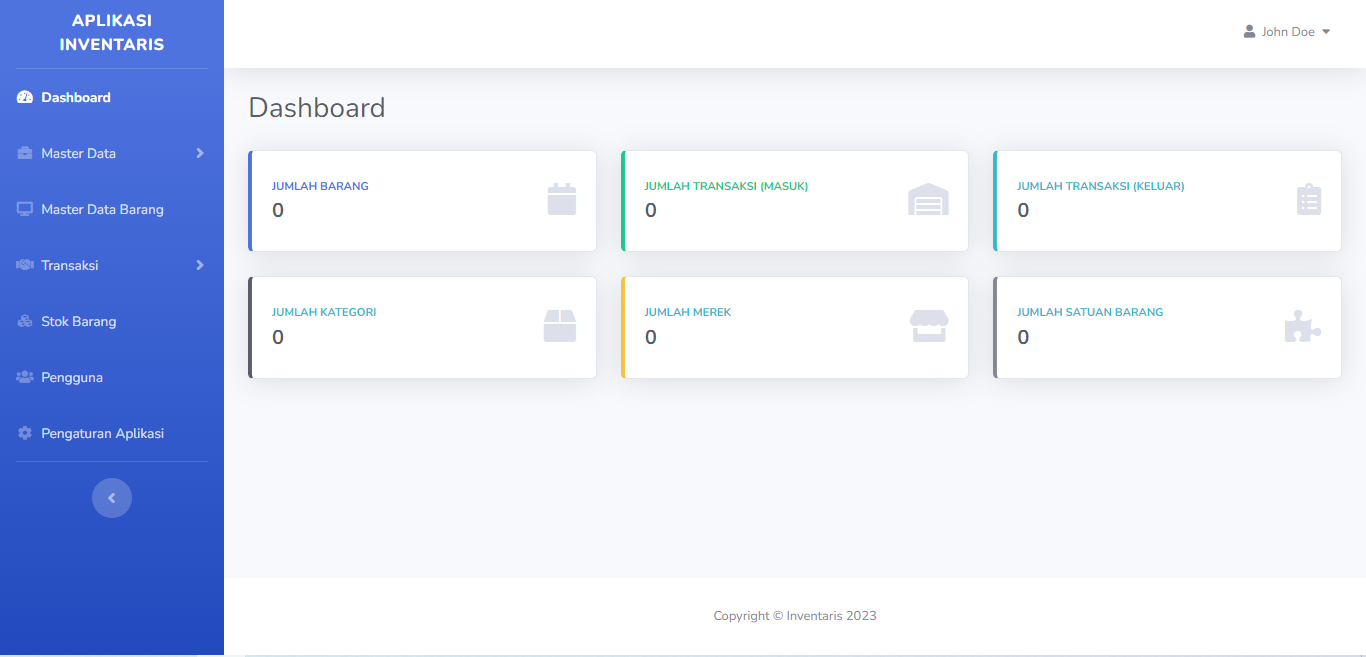 APLIKASI
INVENTARIS
Dashboard
Master Data
Master Data Barang
Transaksi
Stok Barang
Pengguna
Pengaturan Aplikasi
John Doe
Dashboard
JUMLAH BARANG
0
JUMLAH TRANSAKSI (MASUK)
0
JUMLAH TRANSAKSI (KELUAR)
0
JUMLAH KATEGORI
0
JUMLAH MEREK
0
JUMLAH SATUAN BARANG
0
Copyright © Inventaris 2023